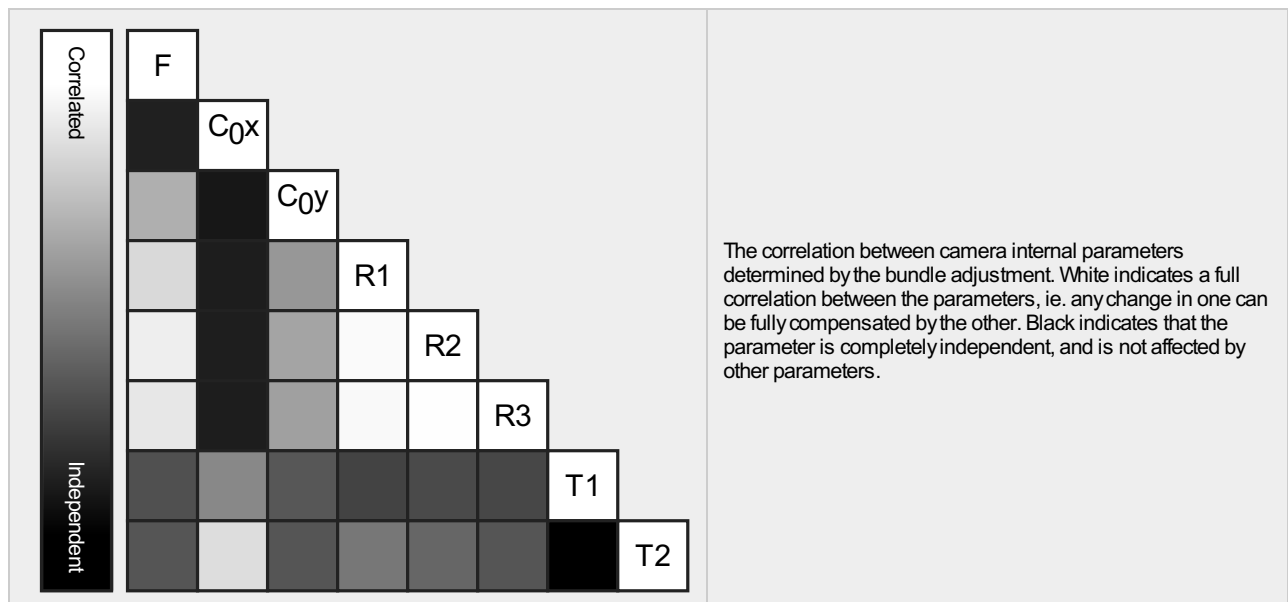 Correlated
Independent
F
C0x
C0y
R1
R2
R3
T1
T2
The correlation between camera internal parameters
determined by the bundle adjustment. White indicates a full
correlation between the parameters, ie. any change in one can
be fully compensated by the other. Black indicates that the
parameter is completely independent, and is not affected by
other parameters.